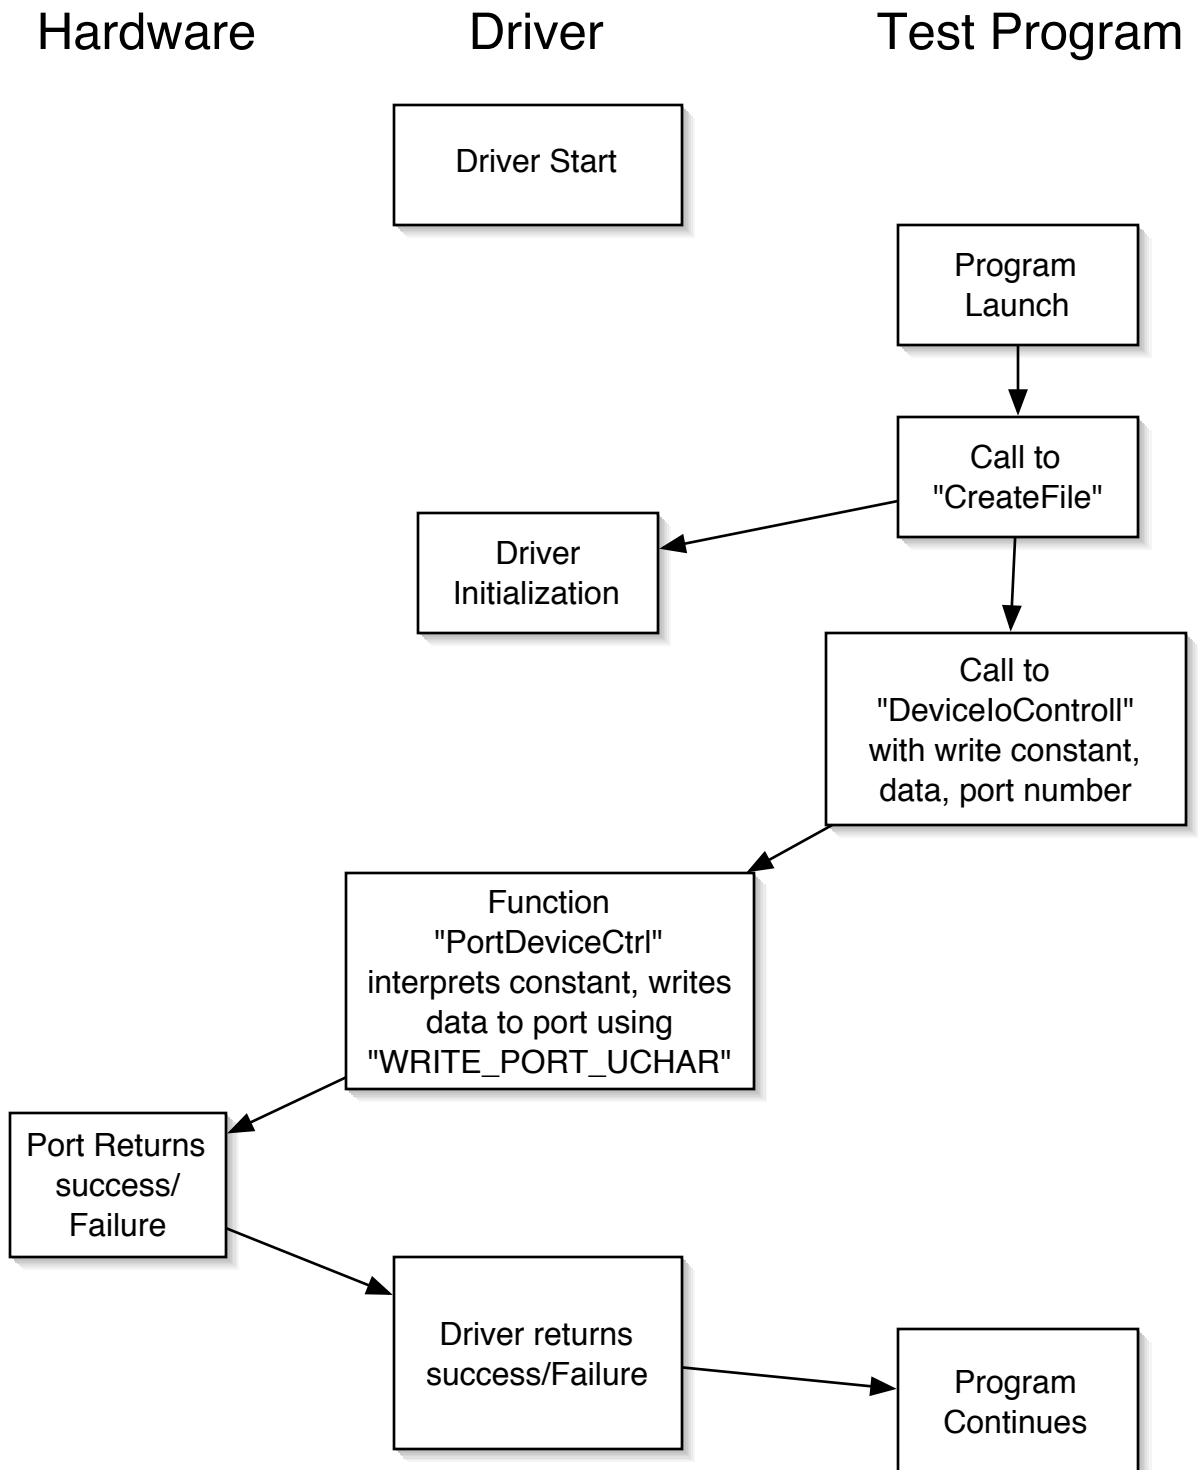 Hardware
Driver
Test Program
Driver Start
Program
Launch
Call to
"CreateFile"
Driver
Initialization
Call to
"DeviceIoControll"
with write constant,
data, port number
Function
"PortDeviceCtrl"
interprets constant, writes
data to port using
"WRITE_PORT_UCHAR"
Port Returns
success/
Failure
Driver returns
success/Failure
Program
Continues